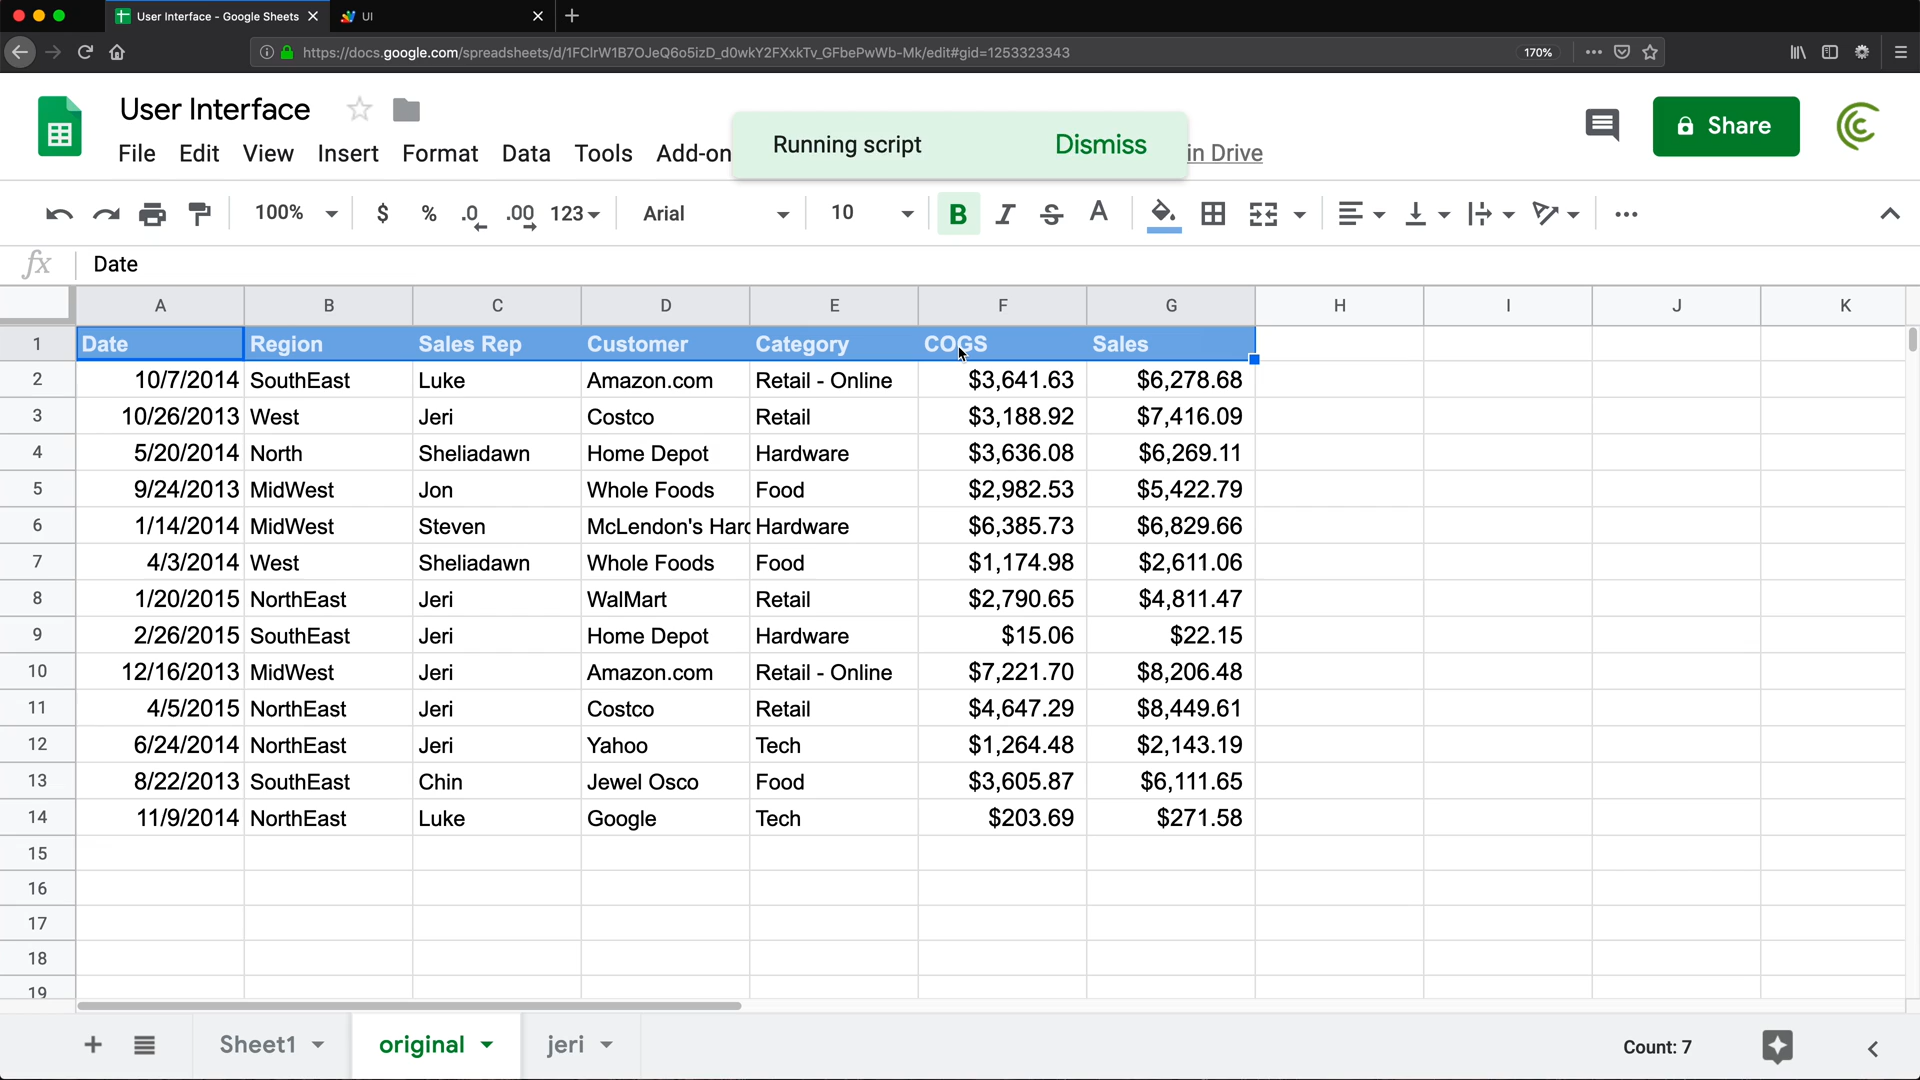 User Interface - Google Sheets
UI
https://docs.google.com/spreadsheets/d/1FCIrW1B7OJeQ6o5izD_d0wkY2FXxkTv_GFbePwWb-Mk/edit#gid=1253323343
170%
User Interface
Running script
Dismiss
Share
File
Edit
View
Insert
Format
Data
Tools
Add-on
in Drive
100%
$
%
.0
.00
123
Arial
10
B
I
S
A
fx
Date
A B C D E F G H I J K
1 Date Region Sales Rep Customer Category COGS Sales
2 10/7/2014 SouthEast Luke Amazon.com Retail - Online $3,641.63 $6,278.68
3 10/26/2013 West Jeri Costco Retail $3,188.92 $7,416.09
4 5/20/2014 North Sheliadawn Home Depot Hardware $3,636.08 $6,269.11
5 9/24/2013 MidWest Jon Whole Foods Food $2,982.53 $5,422.79
6 1/14/2014 MidWest Steven McLendon's Hard Hardware $6,385.73 $6,829.66
7 4/3/2014 West Sheliadawn Whole Foods Food $1,174.98 $2,611.06
8 1/20/2015 NorthEast Jeri WalMart Retail $2,790.65 $4,811.47
9 2/26/2015 SouthEast Jeri Home Depot Hardware $15.06 $22.15
10 12/16/2013 MidWest Jeri Amazon.com Retail - Online $7,221.70 $8,206.48
11 4/5/2015 NorthEast Jeri Costco Retail $4,647.29 $8,449.61
12 6/24/2014 NorthEast Jeri Yahoo Tech $1,264.48 $2,143.19
13 8/22/2013 SouthEast Chin Jewel Osco Food $3,605.87 $6,111.65
14 11/9/2014 NorthEast Luke Google Tech $203.69 $271.58
15
16
17
18
19
Sheet1
original
jeri
Count: 7